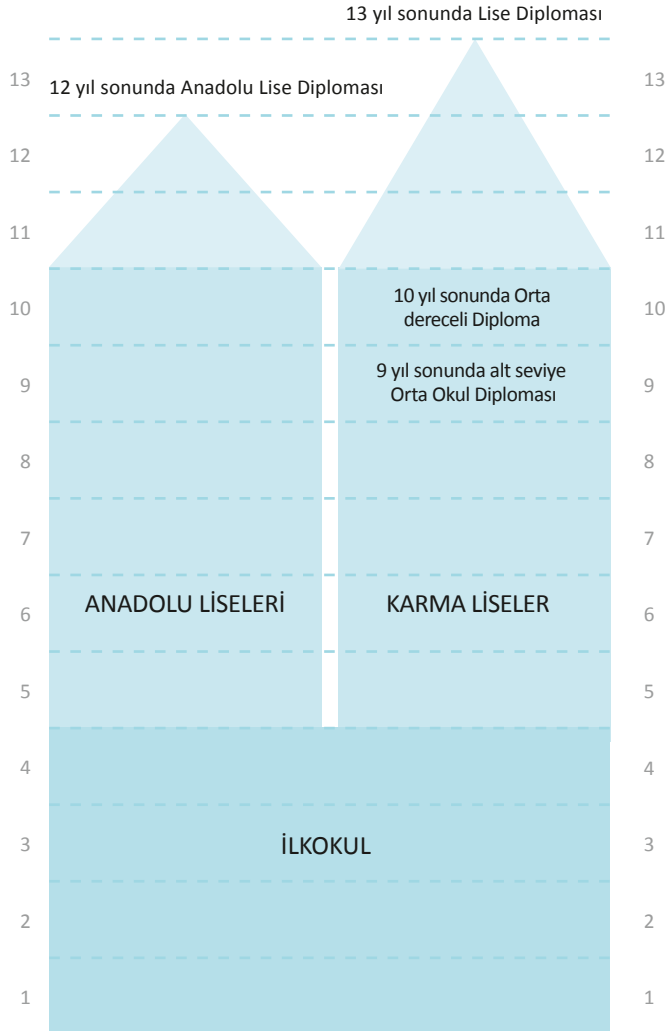 13 yıl sonunda Lise Diploması
13 13
12 yıl sonunda Anadolu Lise Diploması
12 12
11 11
10 10
10 yıl sonunda Orta
dereceli Diploma
9 9
9 yıl sonunda alt seviye
Orta Okul Diploması
8 8
7 7
6 ANADOLU LİSELERİ KARMA LİSELER 6
5 5
4 4
3 İLKOKUL 3
2 2
1 1